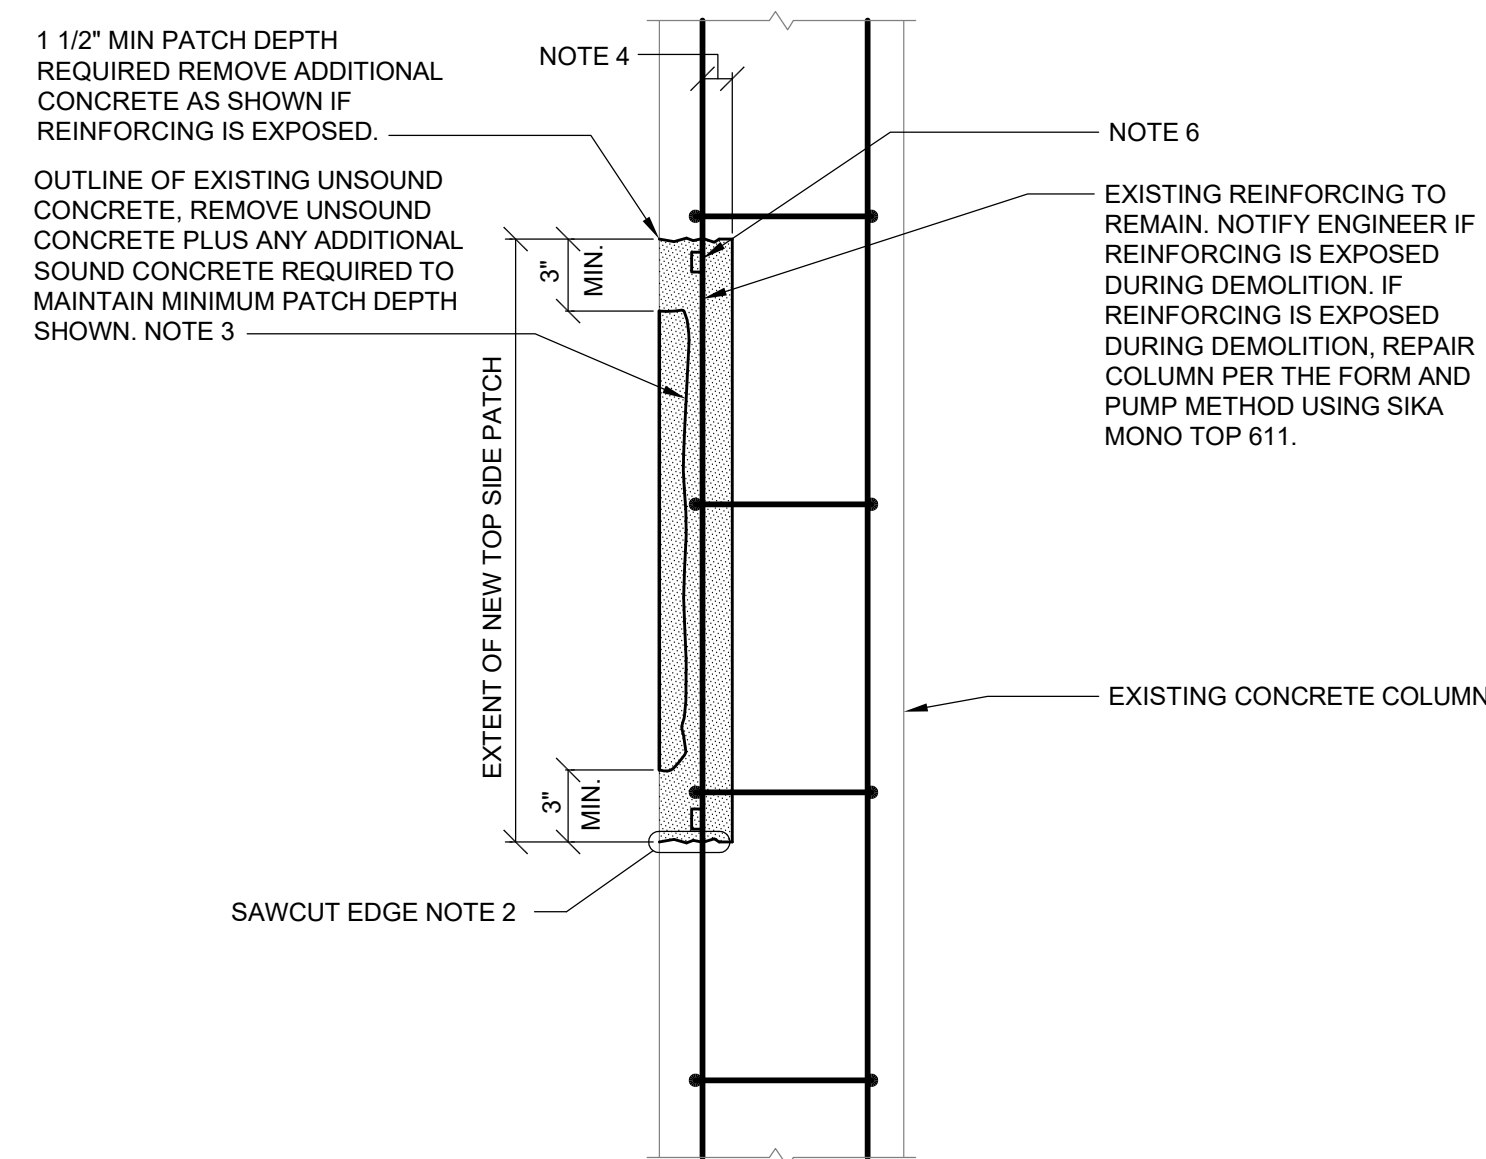 1 1/2" MIN PATCH DEPTH
REQUIRED REMOVE ADDITIONAL
CONCRETE AS SHOWN IF
REINFORCING IS EXPOSED.
OUTLINE OF EXISTING UNSOUND
CONCRETE, REMOVE UNSOUND
CONCRETE PLUS ANY ADDITIONAL
SOUND CONCRETE REQUIRED TO
MAINTAIN MINIMUM PATCH DEPTH
SHOWN. NOTE 3
NOTE 4
NOTE 6
EXISTING REINFORCING TO
REMAIN. NOTIFY ENGINEER IF
REINFORCING IS EXPOSED
DURING DEMOLITION. IF
REINFORCING IS EXPOSED
DURING DEMOLITION, REPAIR
COLUMN PER THE FORM AND
PUMP METHOD USING SIKA
MONO TOP 611.
3"
MIN.
EXTENT OF NEW TOP SIDE PATCH
3"
MIN.
EXISTING CONCRETE COLUMN
SAWCUT EDGE NOTE 2